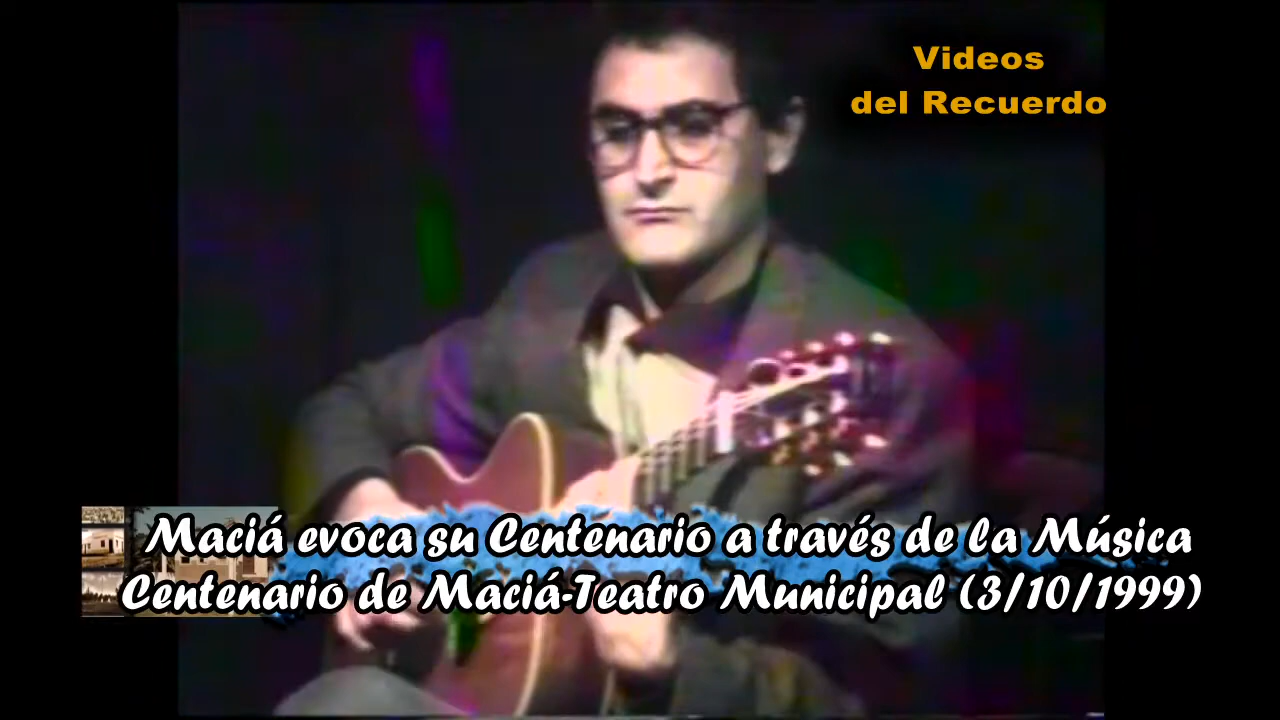 Videos
del Recuerdo
Maciá evoca su Centenario a través de la Música
Centenario de Maciá-Teatro Municipal (3/10/1999)